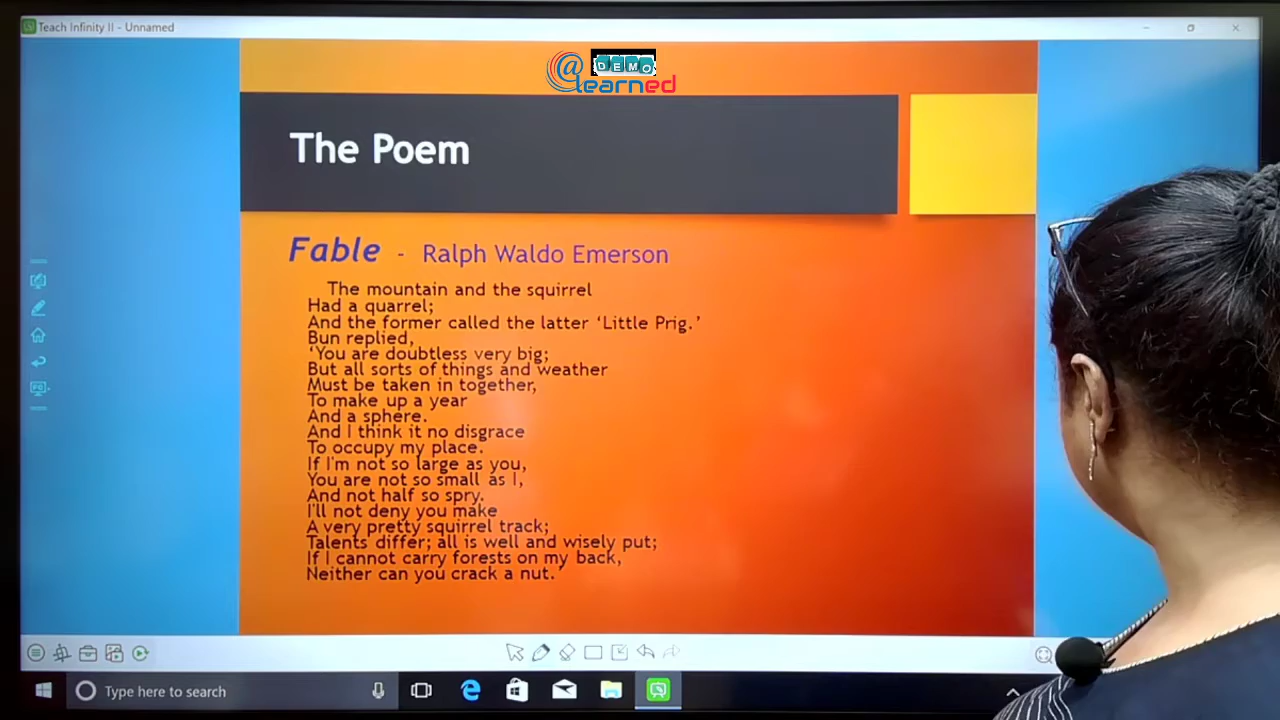 Teach Infinity II - Unnamed
DEMO
@learned
The Poem
Fable - Ralph Waldo Emerson
The mountain and the squirrel
Had a quarrel;
And the former called the latter ‘Little Prig.’
Bun replied,
‘You are doubtless very big;
But all sorts of things and weather
Must be taken in together,
To make up a year
And a sphere.
And I think it no disgrace
To occupy my place.
If I'm not so large as you,
You are not so small as I,
And not half so spry.
I'll not deny you make
A very pretty squirrel track;
Talents differ; all is well and wisely put;
If I cannot carry forests on my back,
Neither can you crack a nut.’
Type here to search